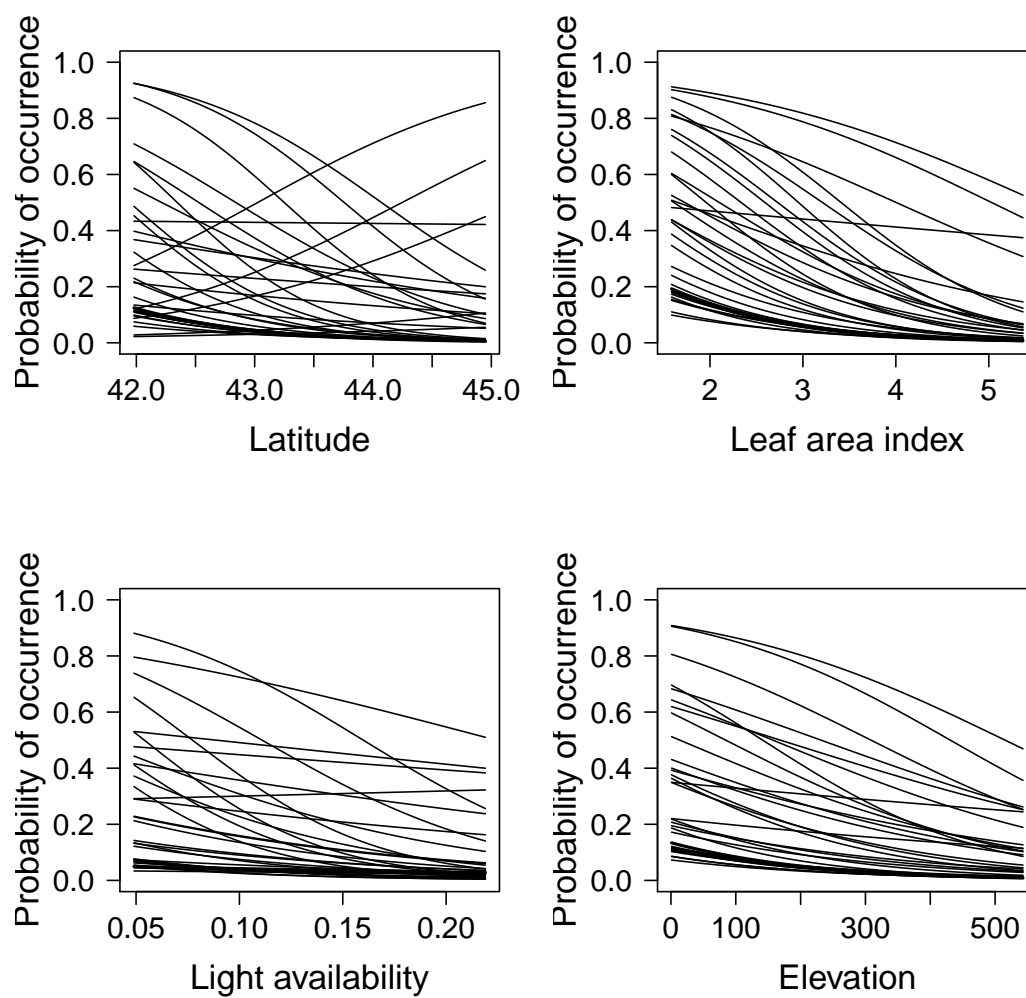 Probability of occurrence
1.0
0.8
0.6
0.4
0.2
0.0
42.0 43.0 44.0 45.0
Latitude
Probability of occurrence
1.0
0.8
0.6
0.4
0.2
0.0
2 3 4 5
Leaf area index
Probability of occurrence
1.0
0.8
0.6
0.4
0.2
0.0
0.05 0.10 0.15 0.20
Light availability
Probability of occurrence
1.0
0.8
0.6
0.4
0.2
0.0
0 100 300 500
Elevation